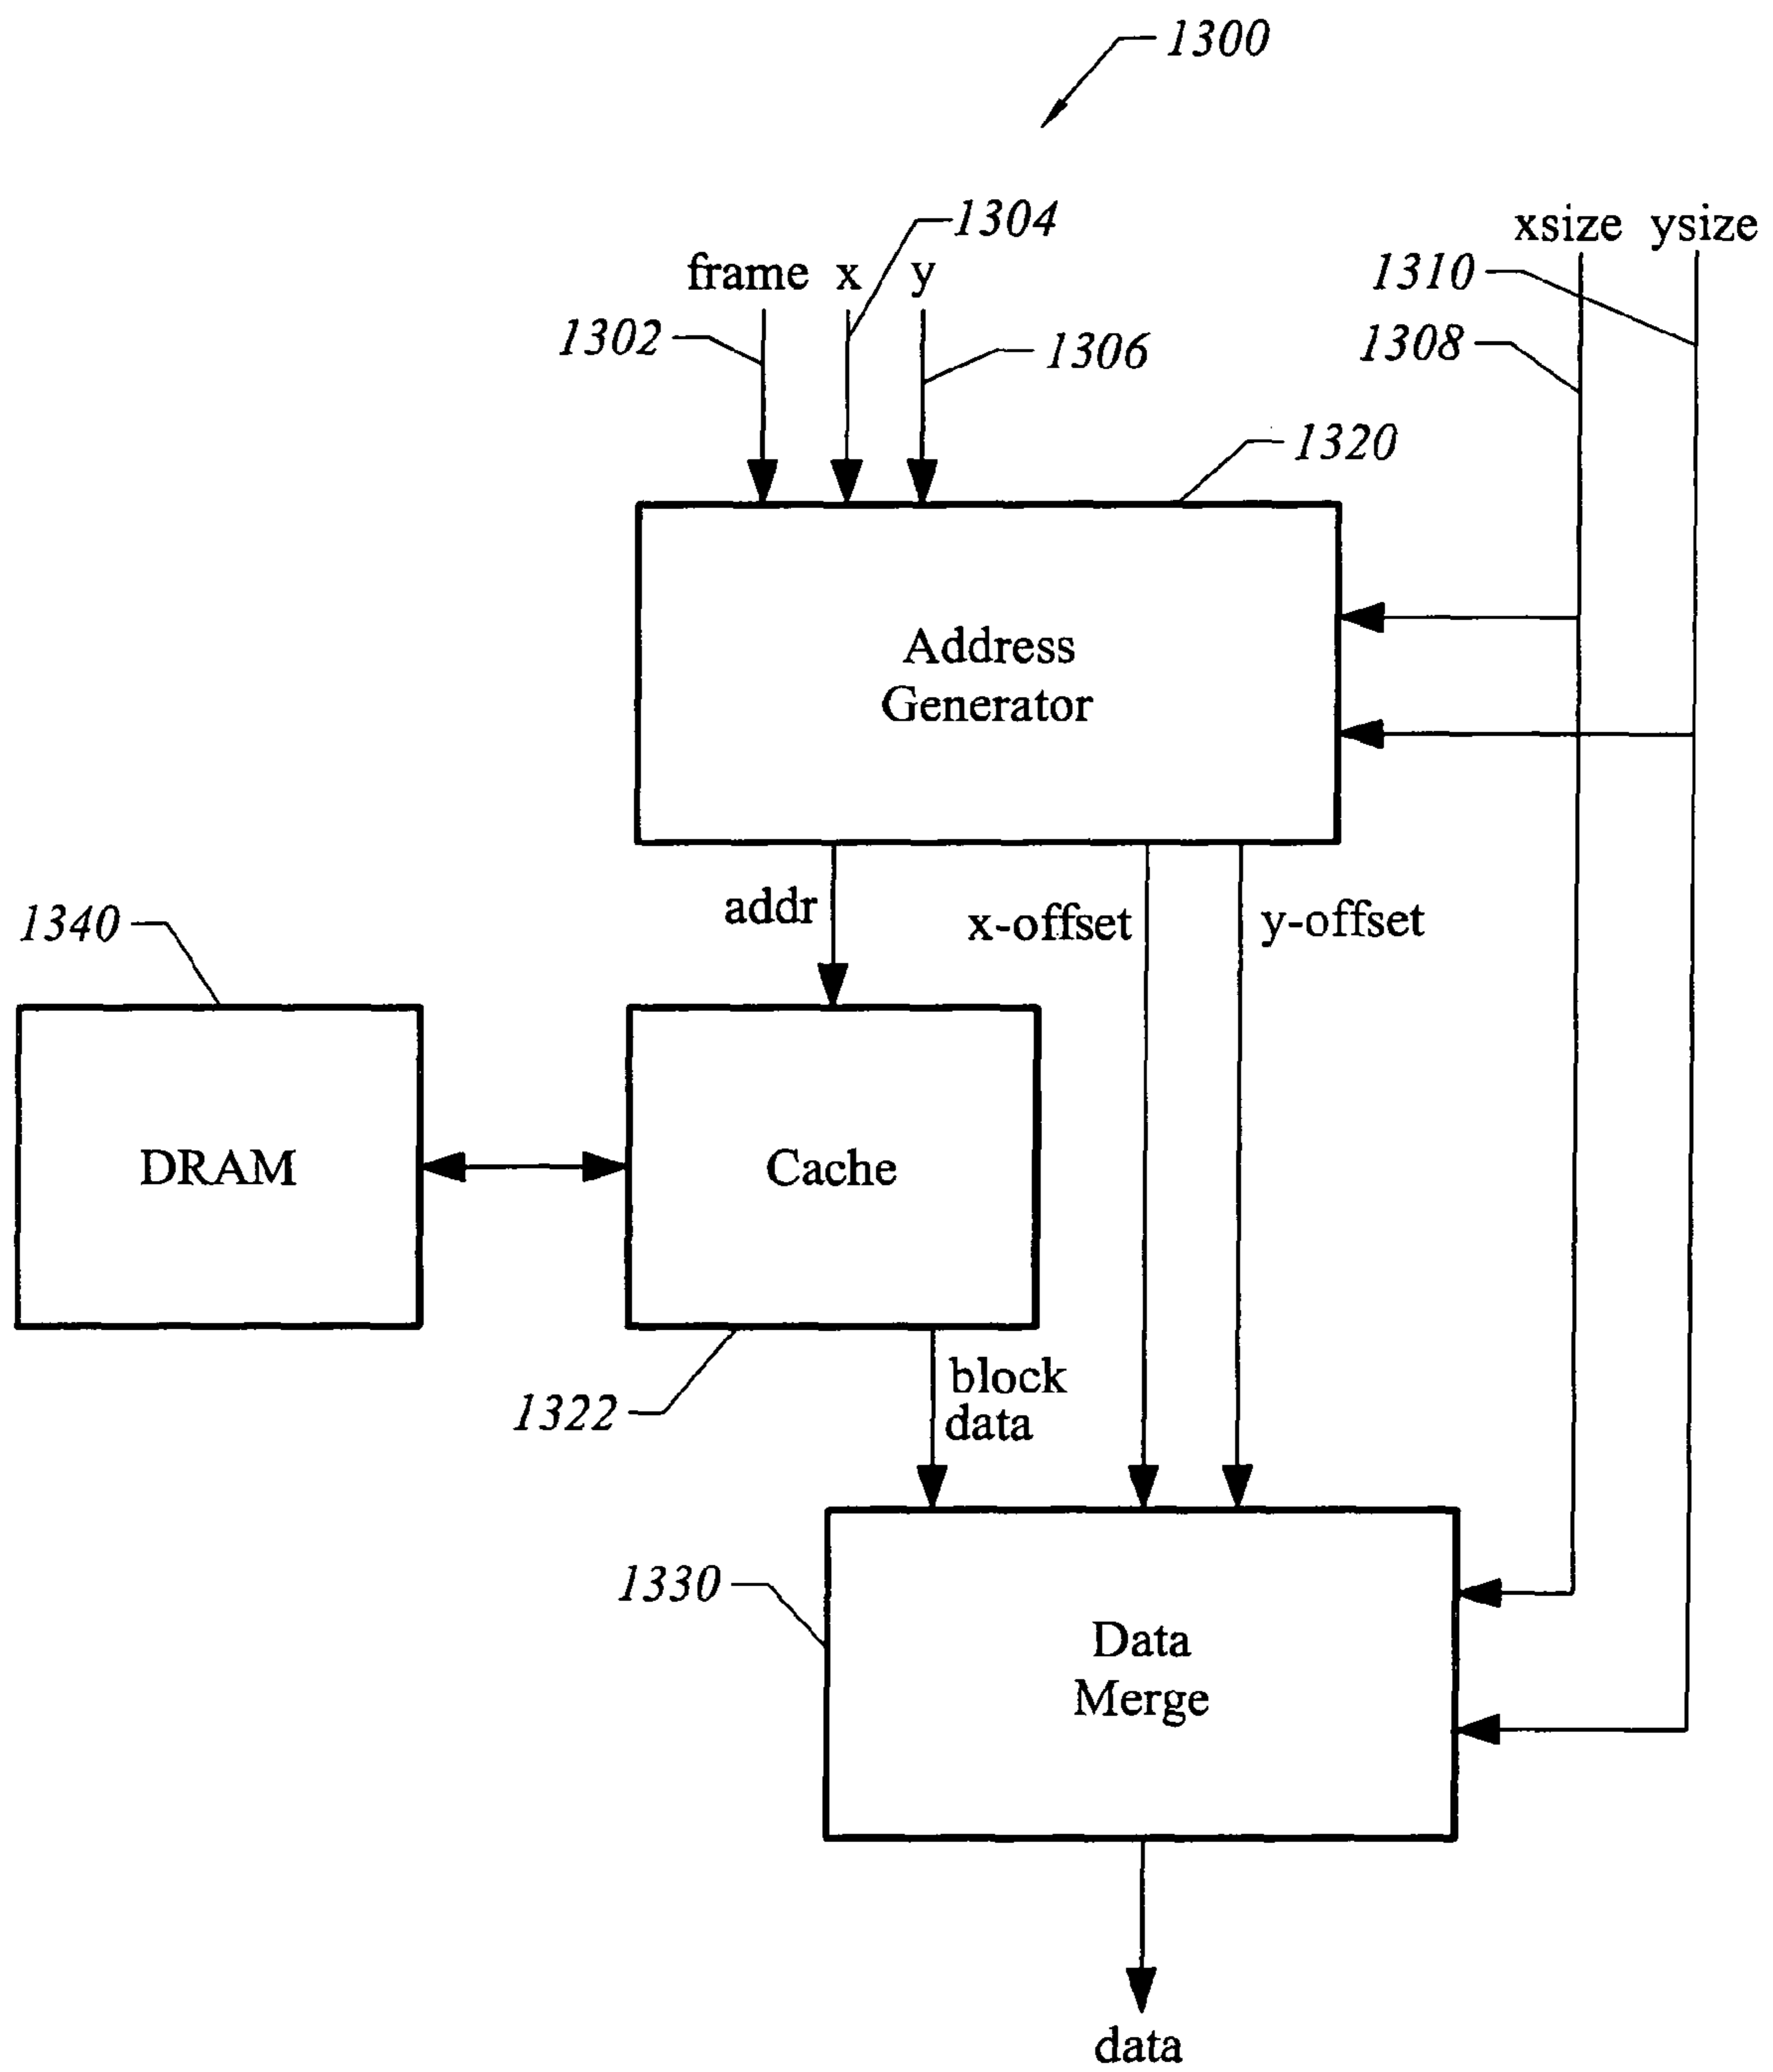 1300
1304
xsize ysize
frame x y
1310
1302
1306
1308
1320
Address
Generator
addr
x-offset
y-offset
1340
DRAM
Cache
block
data
1322
1330
Data
Merge
data